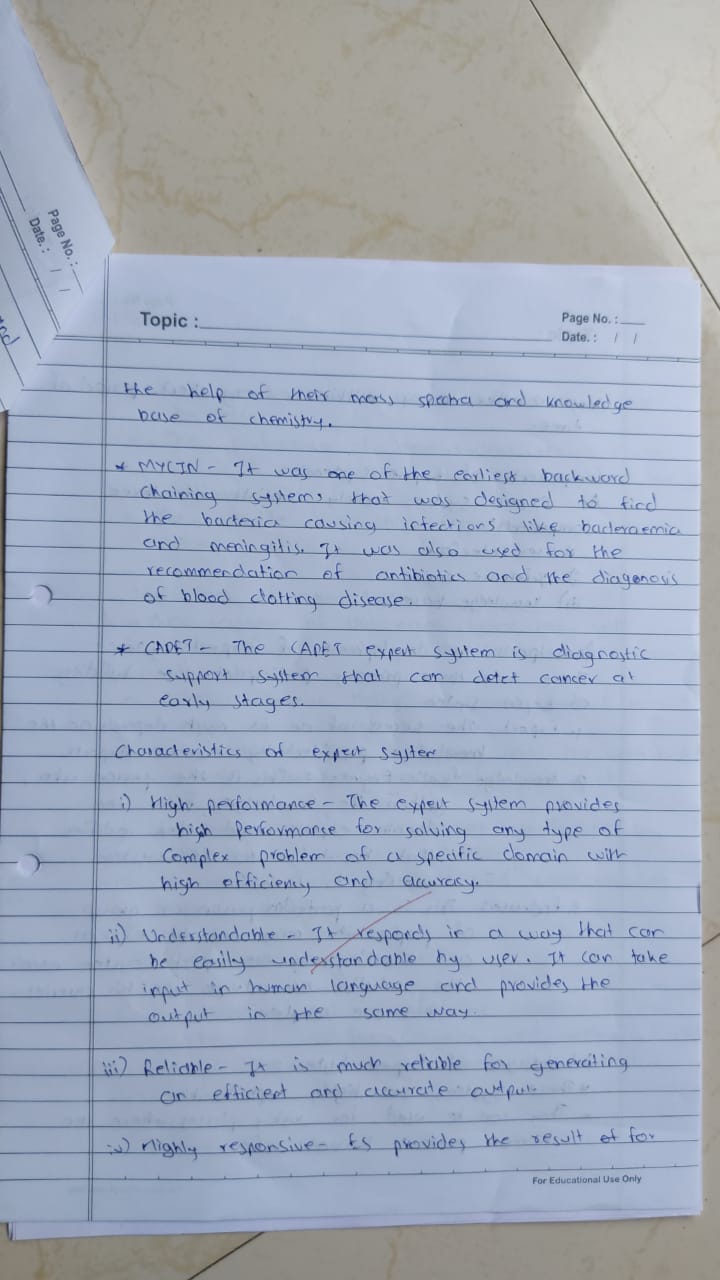 Page No. :
Date. : / /
Topic :
Page No. :
Date. : / /
the help of their mass spectra and knowledge
base of chemistry.
* MYCIN - It was one of the earliest backward
chaining systems that was designed to find
the bacteria causing infections like bacteraemia
and meningitis. It was also used for the
recommendation of antibiotics and the diagenosis
of blood clotting disease.
* CADET - The CADET expert system is diagnostic
support system that can detct cancer at
early stages.
Characteristics of expert system
i) High performance - The expert system provides
high performance for solving any type of
Complex problem of a specific domain with
high efficiency and accuracy.
ii) Understandable - It responds in a way that can
be easily understandable by user. It can take
input in human language and provides the
output in the same way.
iii) Reliable - It is much reliable for generating
an efficient and accurate output.
iv) Highly responsive - ES provides the result of for
For Educational Use Only